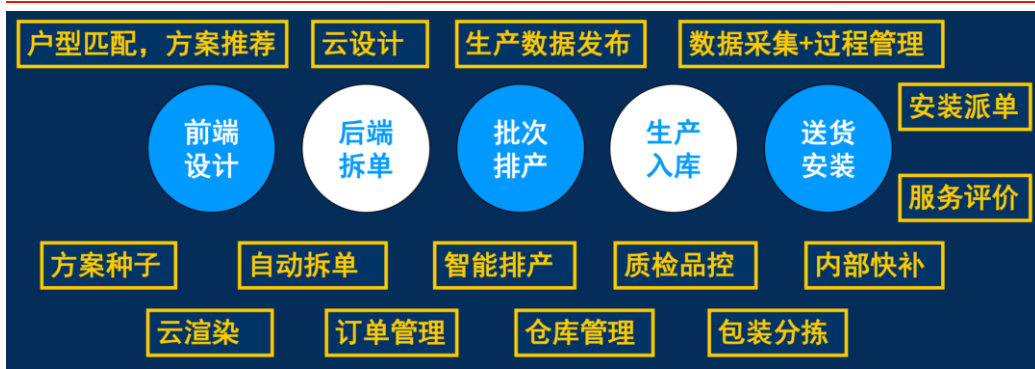 户型匹配，方案推荐
云设计
生产数据发布
数据采集+过程管理
前端
设计
后端
拆单
批次
排产
生产
入库
送货
安装
安装派单
服务评价
方案种子
自动拆单
智能排产
质检品控
内部快补
云渲染
订单管理
仓库管理
包装分拣